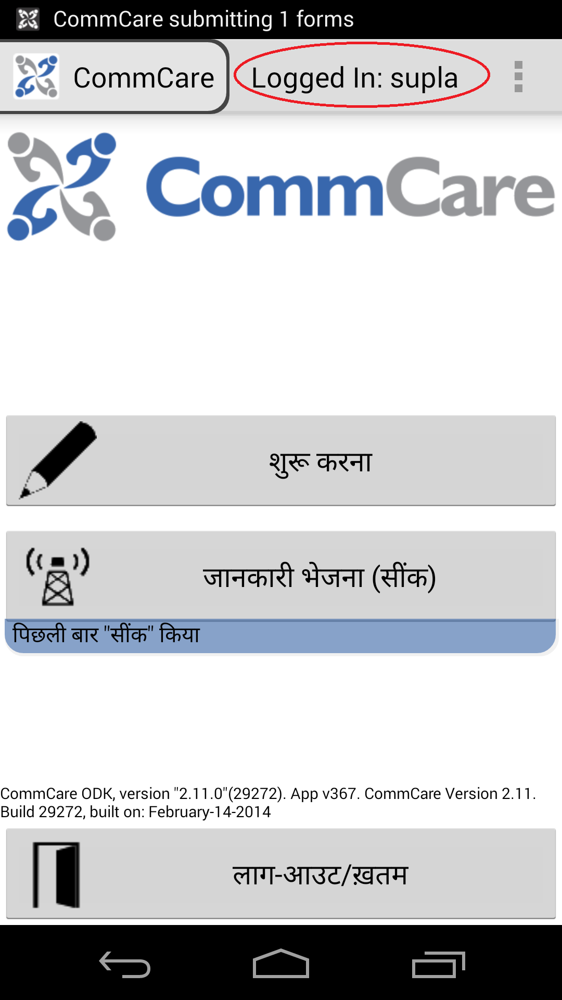 CommCare submitting 1 forms
CommCare
Logged In: supla
CommCare
शुरू करना
जानकारी भेजना (सींक)
पिछली बार "सींक" किया
CommCare ODK, version "2.11.0"(29272). App v367. CommCare Version 2.11.
Build 29272, built on: February-14-2014
लाग-आउट/ख़तम